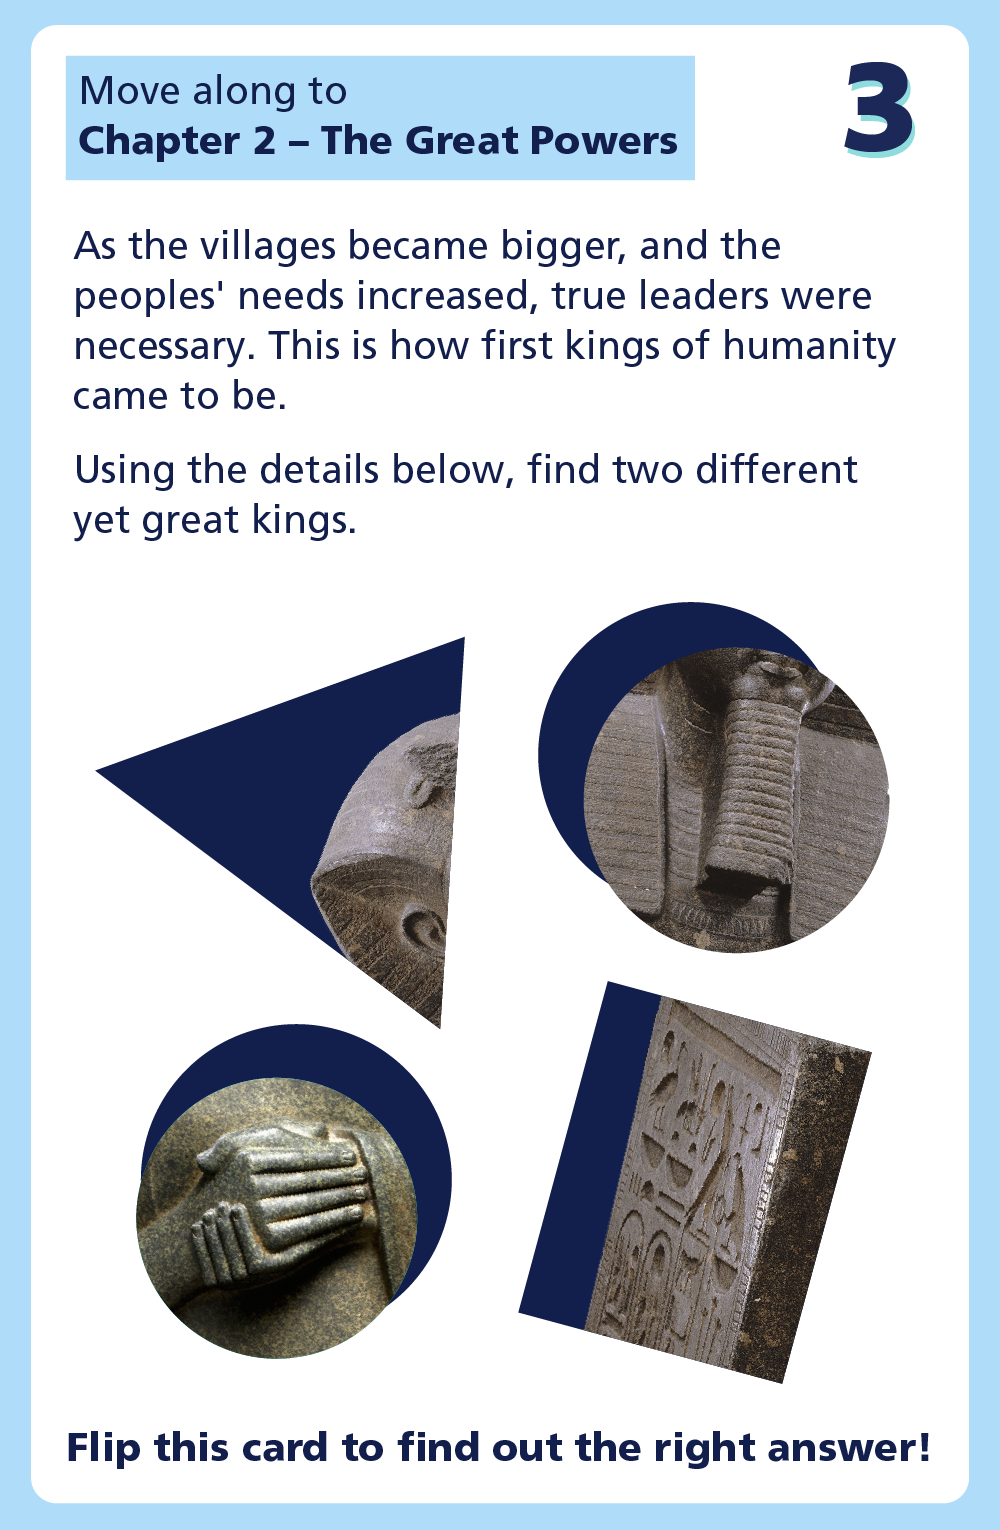 Move along to
Chapter 2 – The Great Powers
3
As the villages became bigger, and the
peoples' needs increased, true leaders were
necessary. This is how first kings of humanity
came to be.
Using the details below, find two different
yet great kings.
Flip this card to find out the right answer!